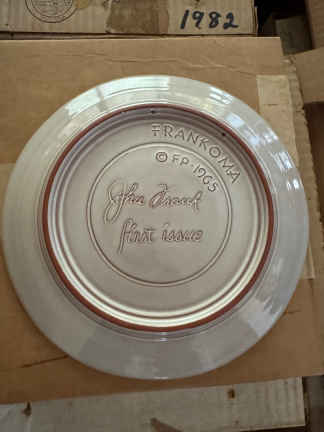 1982
FRANKOMA
© FP-1965
John Frank
first issue